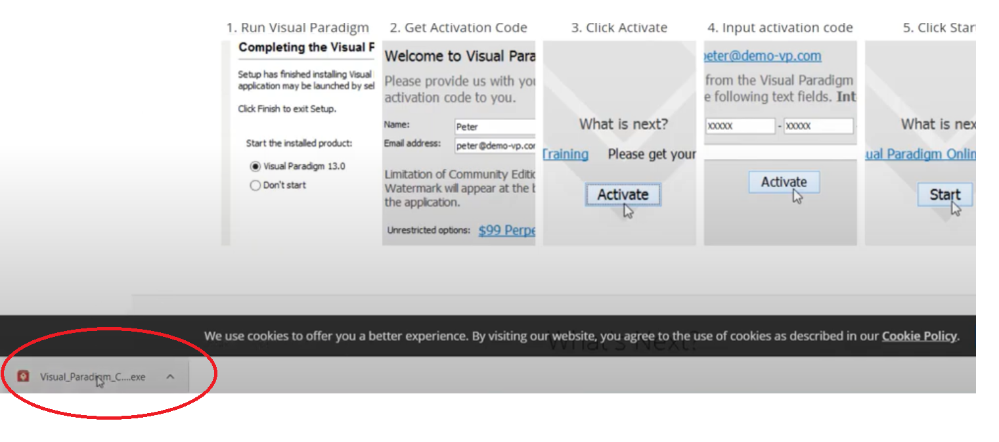 1. Run Visual Paradigm
Completing the Visual P
Setup has finished installing Visual
application may be launched by sel
Click Finish to exit Setup.
Start the installed product:
Visual Paradigm 13.0
Don't start
2. Get Activation Code
Welcome to Visual Para
Please provide us with you
activation code to you.
Name: Peter
Email address: peter@demo-vp.com
Limitation of Community Editic
Watermark will appear at the b
the application.
Unrestricted options: $99 Perpe
3. Click Activate
What is next?
Training Please get your
Activate
4. Input activation code
peter@demo-vp.com
from the Visual Paradigm
e following text fields. Int
xxxxx - xxxxx
Activate
5. Click Star
What is nex
ual Paradigm Onlin
Start
We use cookies to offer you a better experience. By visiting our website, you agree to the use of cookies as described in our Cookie Policy.
What's Next?
Visual_Paradigm_C....exe